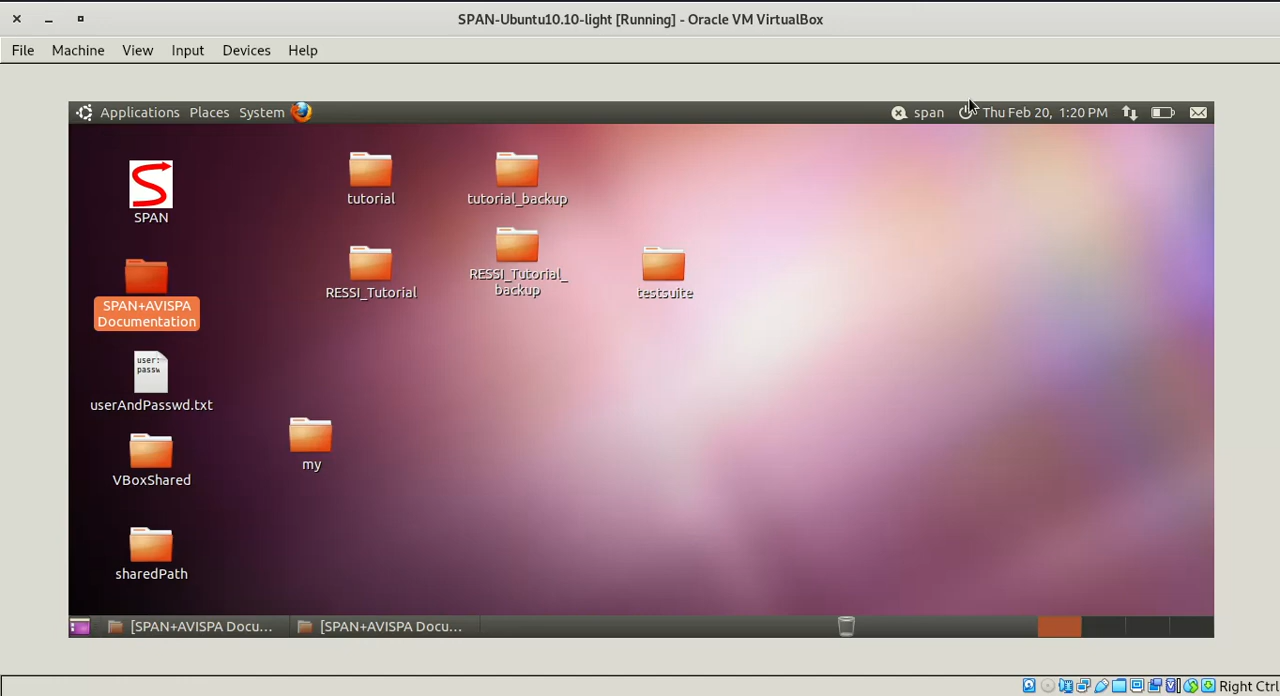 SPAN-Ubuntu10.10-light [Running] - Oracle VM VirtualBox
File Machine View Input Devices Help
Applications Places System
span Thu Feb 20, 1:20 PM
tutorial
tutorial_backup
SPAN
RESSI_Tutorial
RESSI_Tutorial_
backup
testsuite
SPAN+AVISPA
Documentation
user:
passw
userAndPasswd.txt
my
VBoxShared
sharedPath
[SPAN+AVISPA Docu...
[SPAN+AVISPA Docu...
Right Ctrl